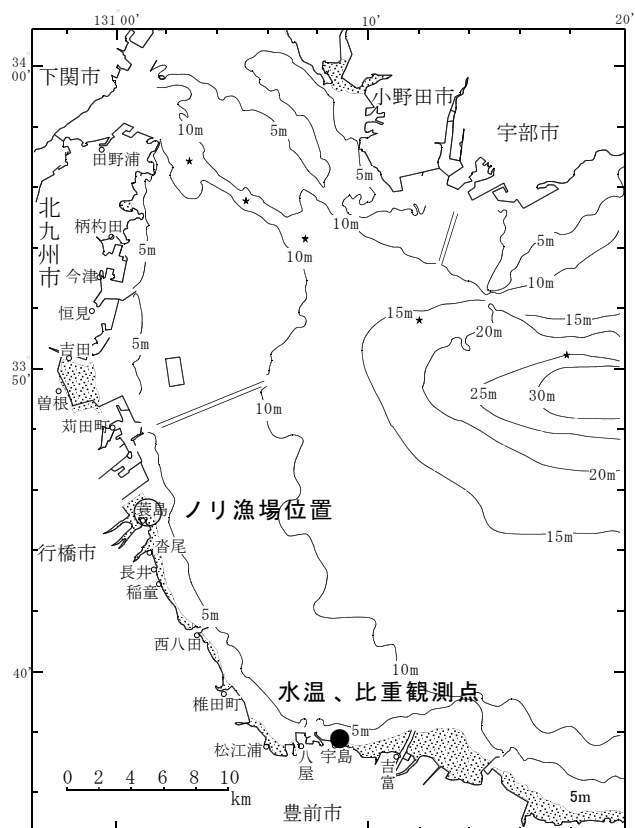 131 00’
10’
20’
34
00’
下関市
小野田市
宇部市
5m
10m
5m
田野浦
北九州市
柄杓田
5m
10m
5m
10m
10m
今津
恒見
5m
吉田
15m
15m
20m
33
50’
25m
30m
曽根
苅田町
10m
20m
蓑島
ノリ漁場位置
15m
行橋市
沓尾
長井
稲童
5m
西八田
10m
40’
水温、比重観測点
椎田町
5m
松江浦
八屋
宇島
吉富
0 2 4 6 8 10
km
5m
豊前市